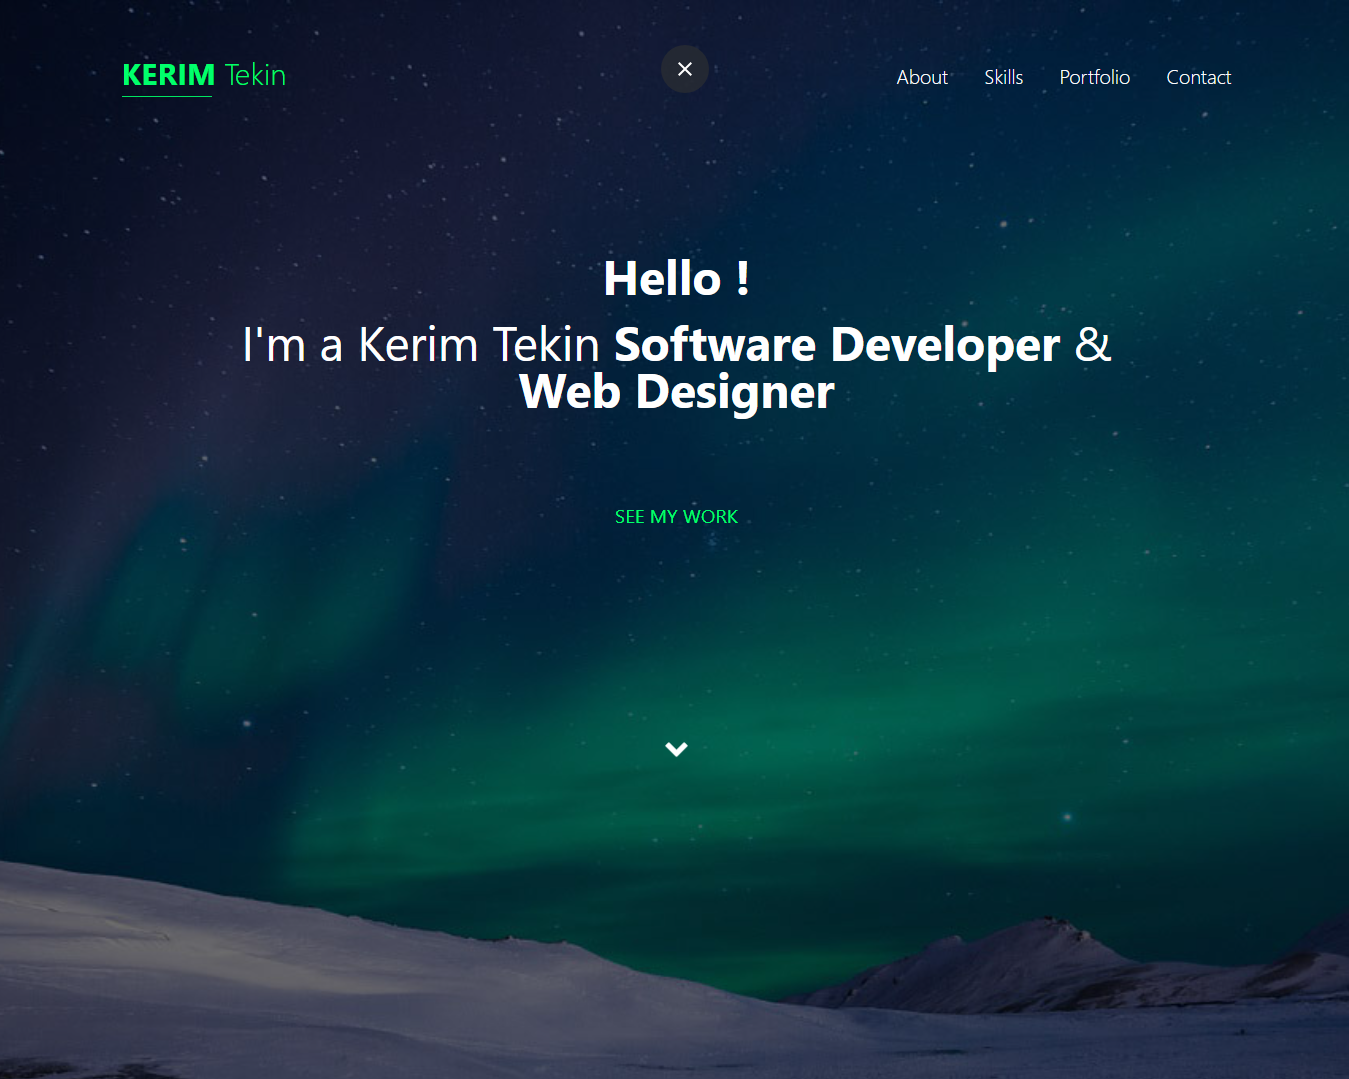 KERIM Tekin
About Skills Portfolio Contact
Hello !
I'm a Kerim Tekin Software Developer &
Web Designer
SEE MY WORK